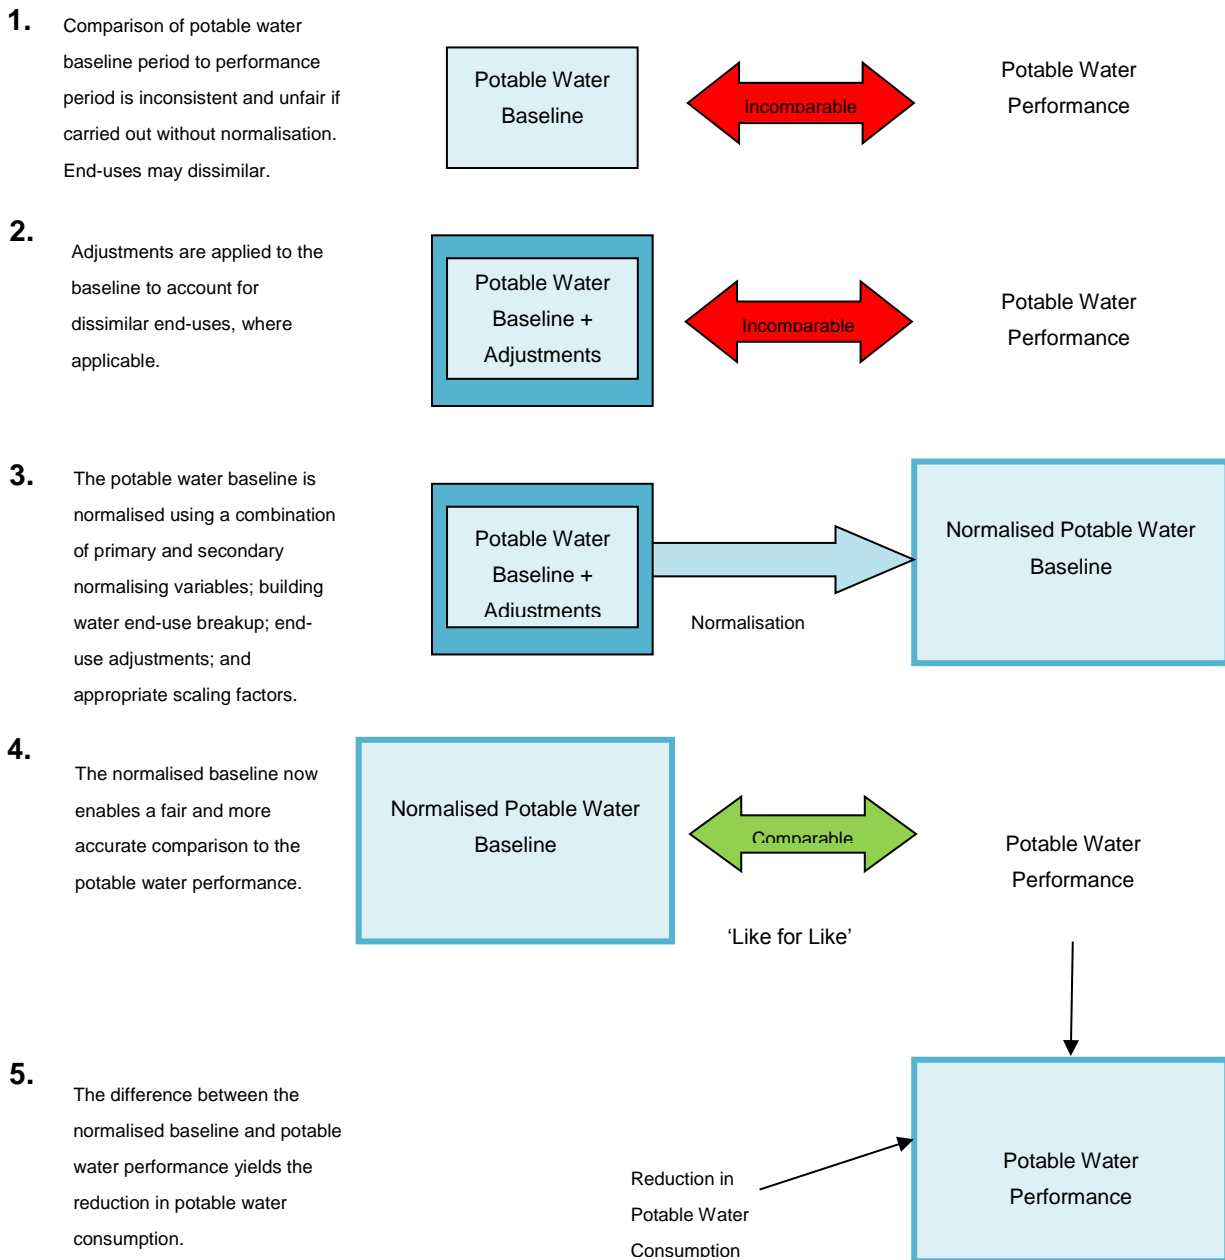 1.
Comparison of potable water
baseline period to performance
period is inconsistent and unfair if
carried out without normalisation.
End-uses may dissimilar.
Potable Water
Baseline
Incomparable
Potable Water
Performance
2.
Adjustments are applied to the
baseline to account for
dissimilar end-uses, where
applicable.
Potable Water
Baseline +
Adjustments
Incomparable
Potable Water
Performance
3.
The potable water baseline is
normalised using a combination
of primary and secondary
normalising variables; building
water end-use breakup; end-
use adjustments; and
appropriate scaling factors.
Potable Water
Baseline +
Adjustments
Normalisation
Normalised Potable Water
Baseline
4.
The normalised baseline now
enables a fair and more
accurate comparison to the
potable water performance.
Normalised Potable Water
Baseline
Comparable
‘Like for Like’
Potable Water
Performance
5.
The difference between the
normalised baseline and potable
water performance yields the
reduction in potable water
consumption.
Reduction in
Potable Water
Consumption
Potable Water
Performance